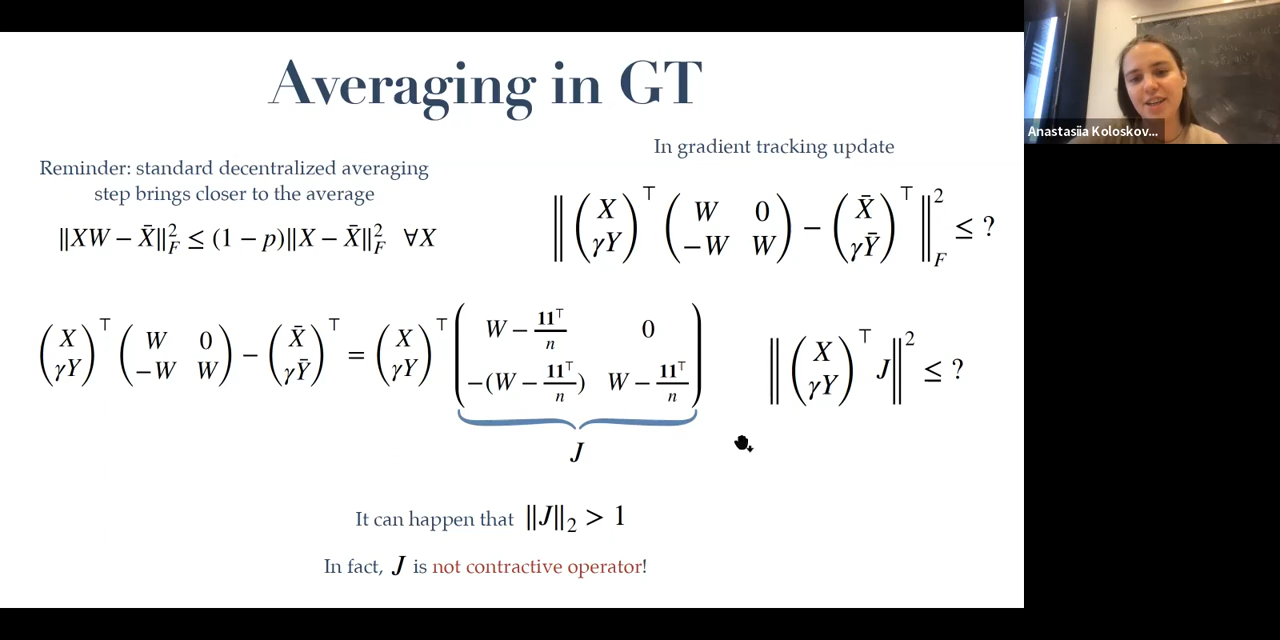 Averaging in GT
Anastasiia Koloskov...
Reminder: standard decentralized averaging
step brings closer to the average
‖XW − X̄‖²_F ≤ (1 − p)‖X − X̄‖²_F ∀X
In gradient tracking update
‖ (X γY)^⊤ (W 0 −W W) − (X̄ γȲ)^⊤ ‖²_F ≤ ?
(X γY)^⊤ (W 0 −W W) − (X̄ γȲ)^⊤ = (X γY)^⊤ (W − 11^⊤/n 0 −(W − 11^⊤/n) W − 11^⊤/n)
J
‖ (X γY)^⊤ J ‖² ≤ ?
It can happen that ‖J‖₂ > 1
In fact, J is not contractive operator!